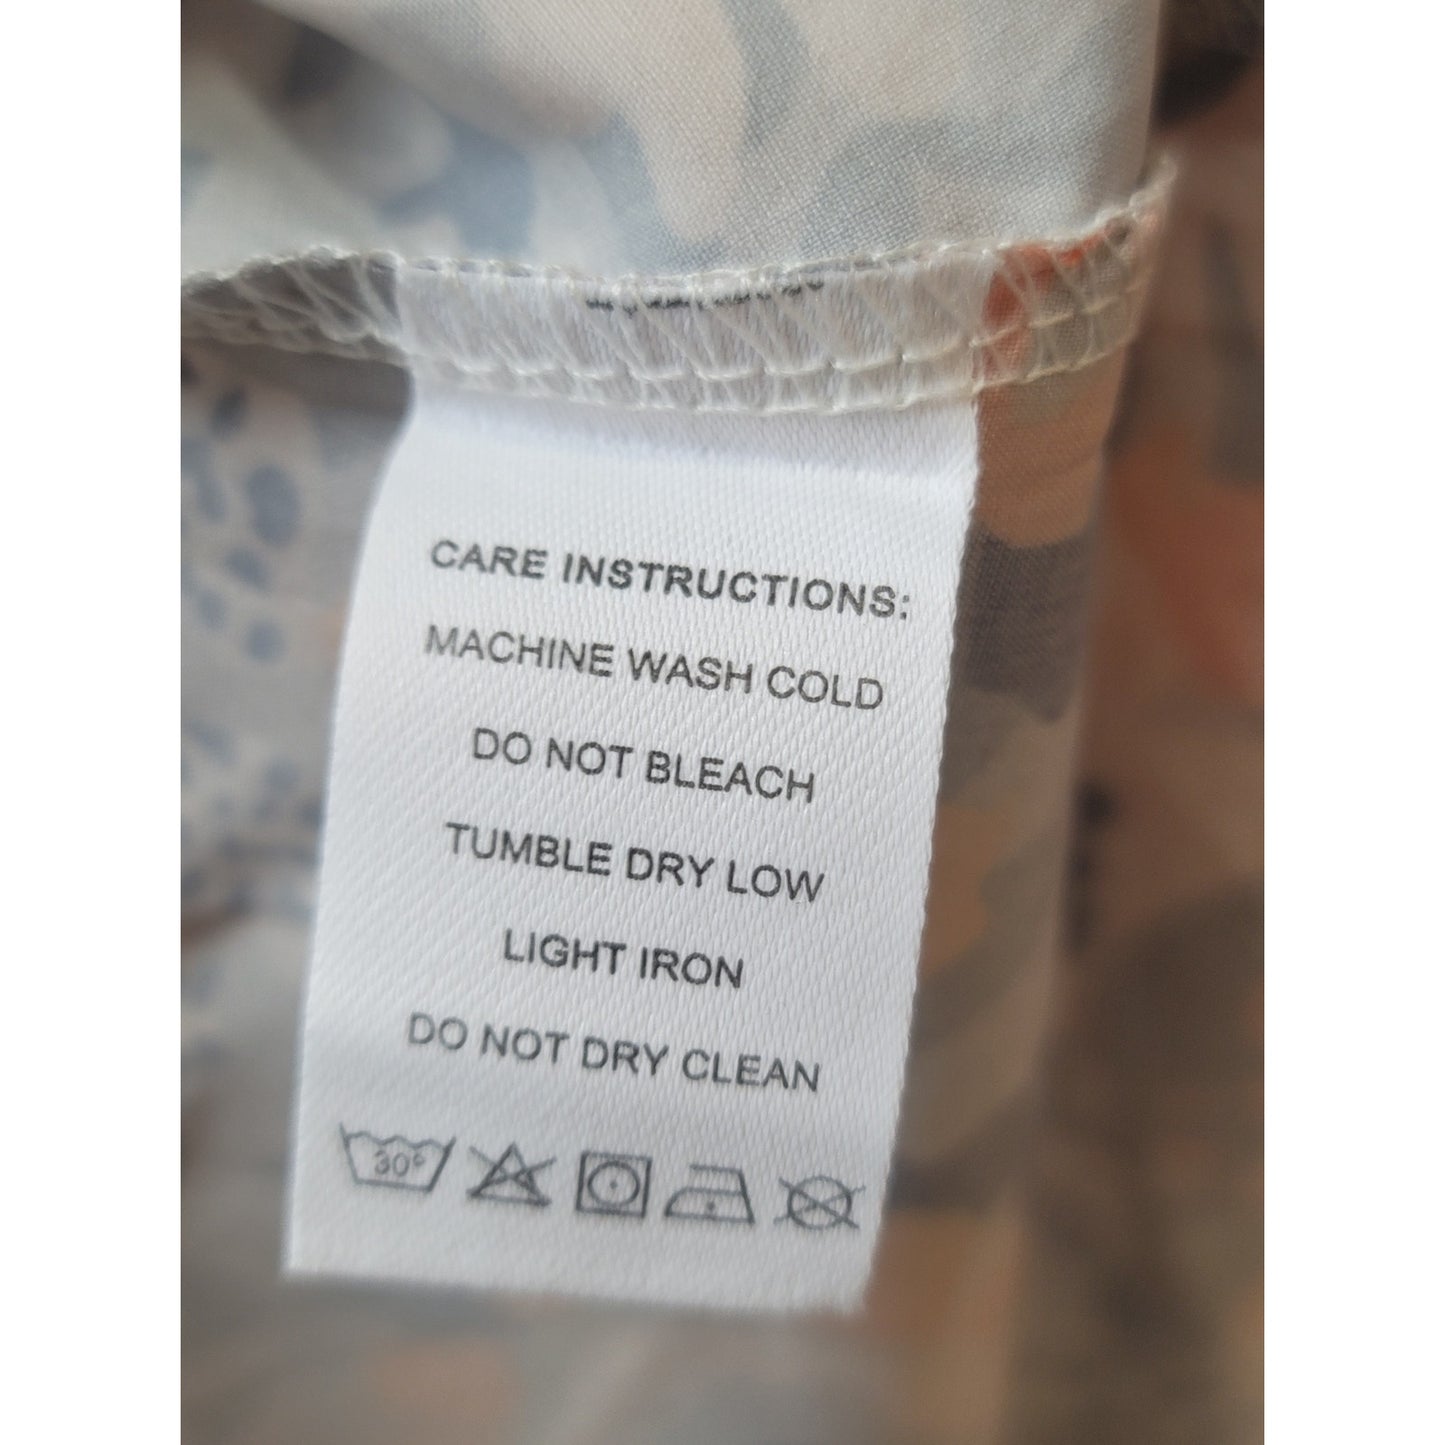 CARE INSTRUCTIONS:
MACHINE WASH COLD
DO NOT BLEACH
TUMBLE DRY LOW
LIGHT IRON
DO NOT DRY CLEAN
30°